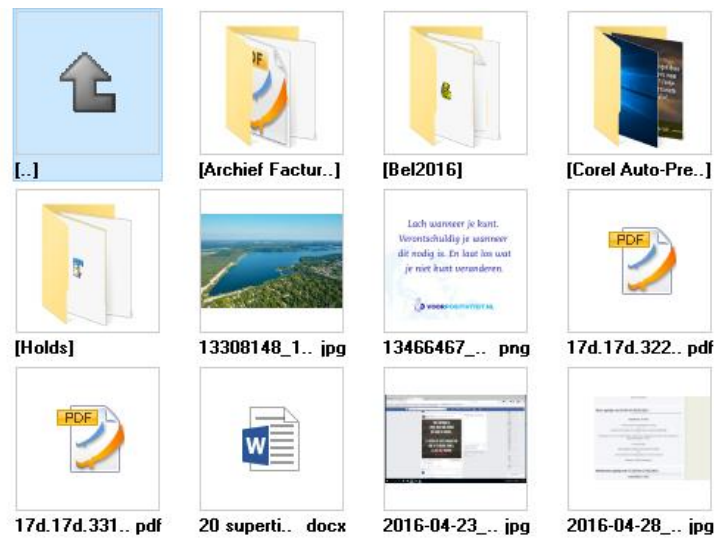 [..]
[Archief Factur..]
[Bel2016]
[Corel Auto-Pre..]
[Holds]
13308148_1.. jpg
Lach wanneer je kunt.
Verontschuldig je wanneer
dit nodig is. En laat los wat
je niet kunt veranderen.
VOORPOSITIVITEIT.NL
13466467_.. png
PDF
17d.17d.322.. pdf
PDF
17d.17d.331.. pdf
W
20 superti.. docx
2016-04-23_.. jpg
2016-04-28_.. jpg